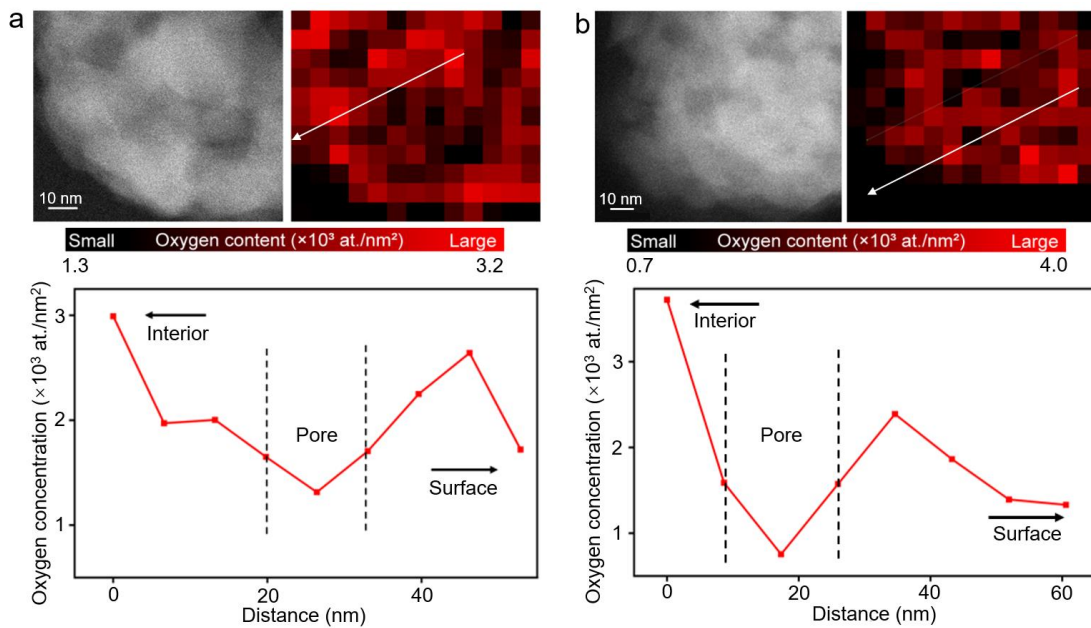 a
10 nm
Small Oxygen content (×10³ at./nm²) Large
1.3 3.2
Oxygen concentration (×10³ at./nm²)
3
2
1
Interior
Pore
Surface
0 20 40
Distance (nm)
b
10 nm
Small Oxygen content (×10³ at./nm²) Large
0.7 4.0
Oxygen concentration (×10³ at./nm²)
3
2
1
Interior
Pore
Surface
0 20 40 60
Distance (nm)